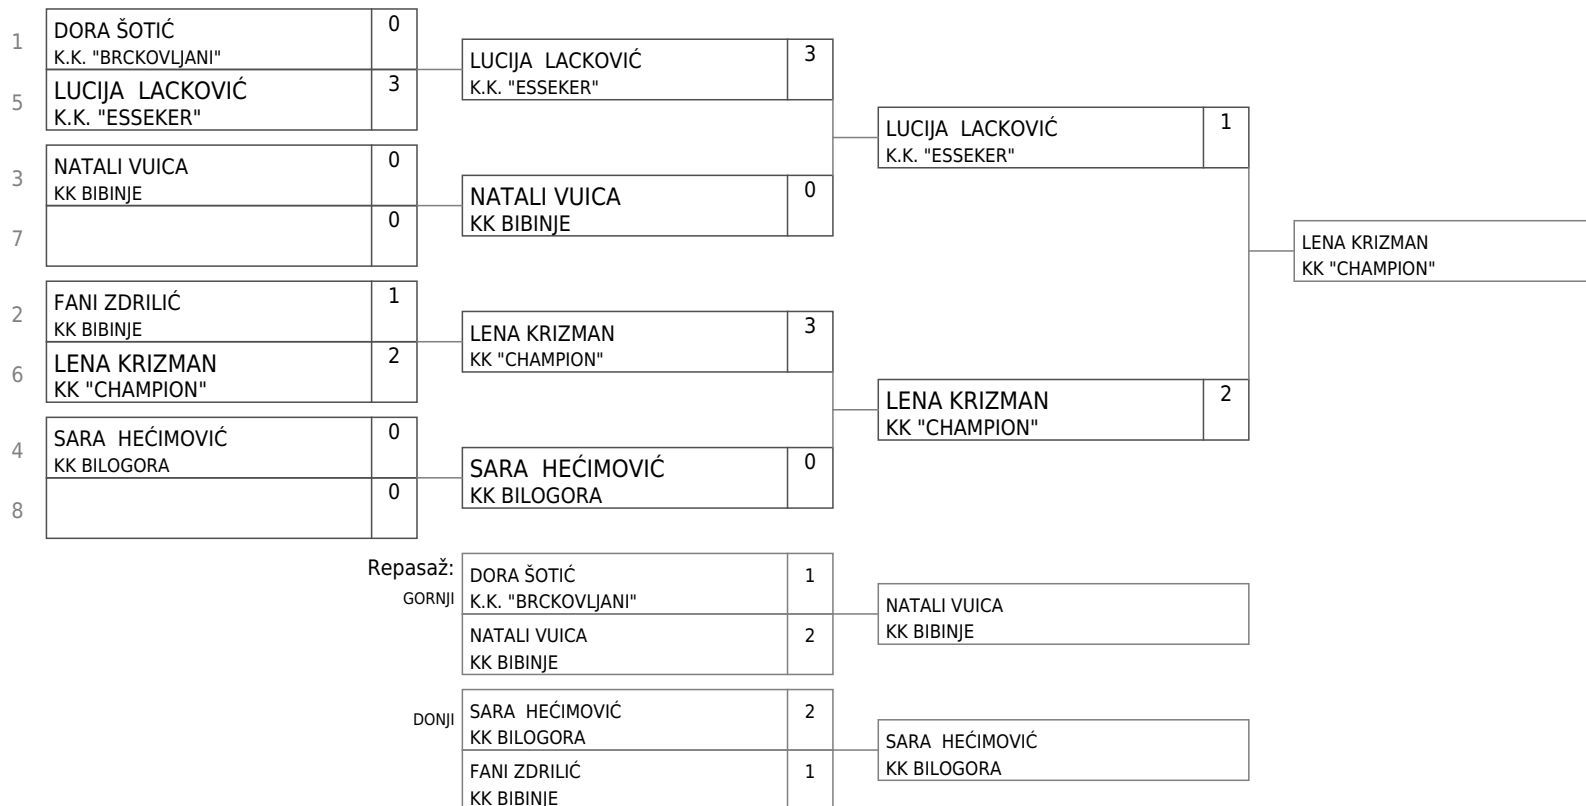 1
DORA ŠOTIĆ 0
K.K. "BRCKOVLJANI"
5
LUCIJA LACKOVIĆ 3
K.K. "ESSEKER"
3
NATALI VUICA 0
KK BIBINJE
7
0
2
FANI ZDRILIĆ 1
KK BIBINJE
6
LENA KRIZMAN 2
KK "CHAMPION"
4
SARA HEĆIMOVIĆ 0
KK BILOGORA
8
0
LUCIJA LACKOVIĆ 3
K.K. "ESSEKER"
NATALI VUICA 0
KK BIBINJE
LENA KRIZMAN 3
KK "CHAMPION"
SARA HEĆIMOVIĆ 0
KK BILOGORA
LUCIJA LACKOVIĆ 1
K.K. "ESSEKER"
LENA KRIZMAN 2
KK "CHAMPION"
LENA KRIZMAN
KK "CHAMPION"
Repasaž:
GORNJI
DORA ŠOTIĆ 1
K.K. "BRCKOVLJANI"
NATALI VUICA 2
KK BIBINJE
NATALI VUICA
KK BIBINJE
DONJI
SARA HEĆIMOVIĆ 2
KK BILOGORA
FANI ZDRILIĆ 1
KK BIBINJE
SARA HEĆIMOVIĆ
KK BILOGORA